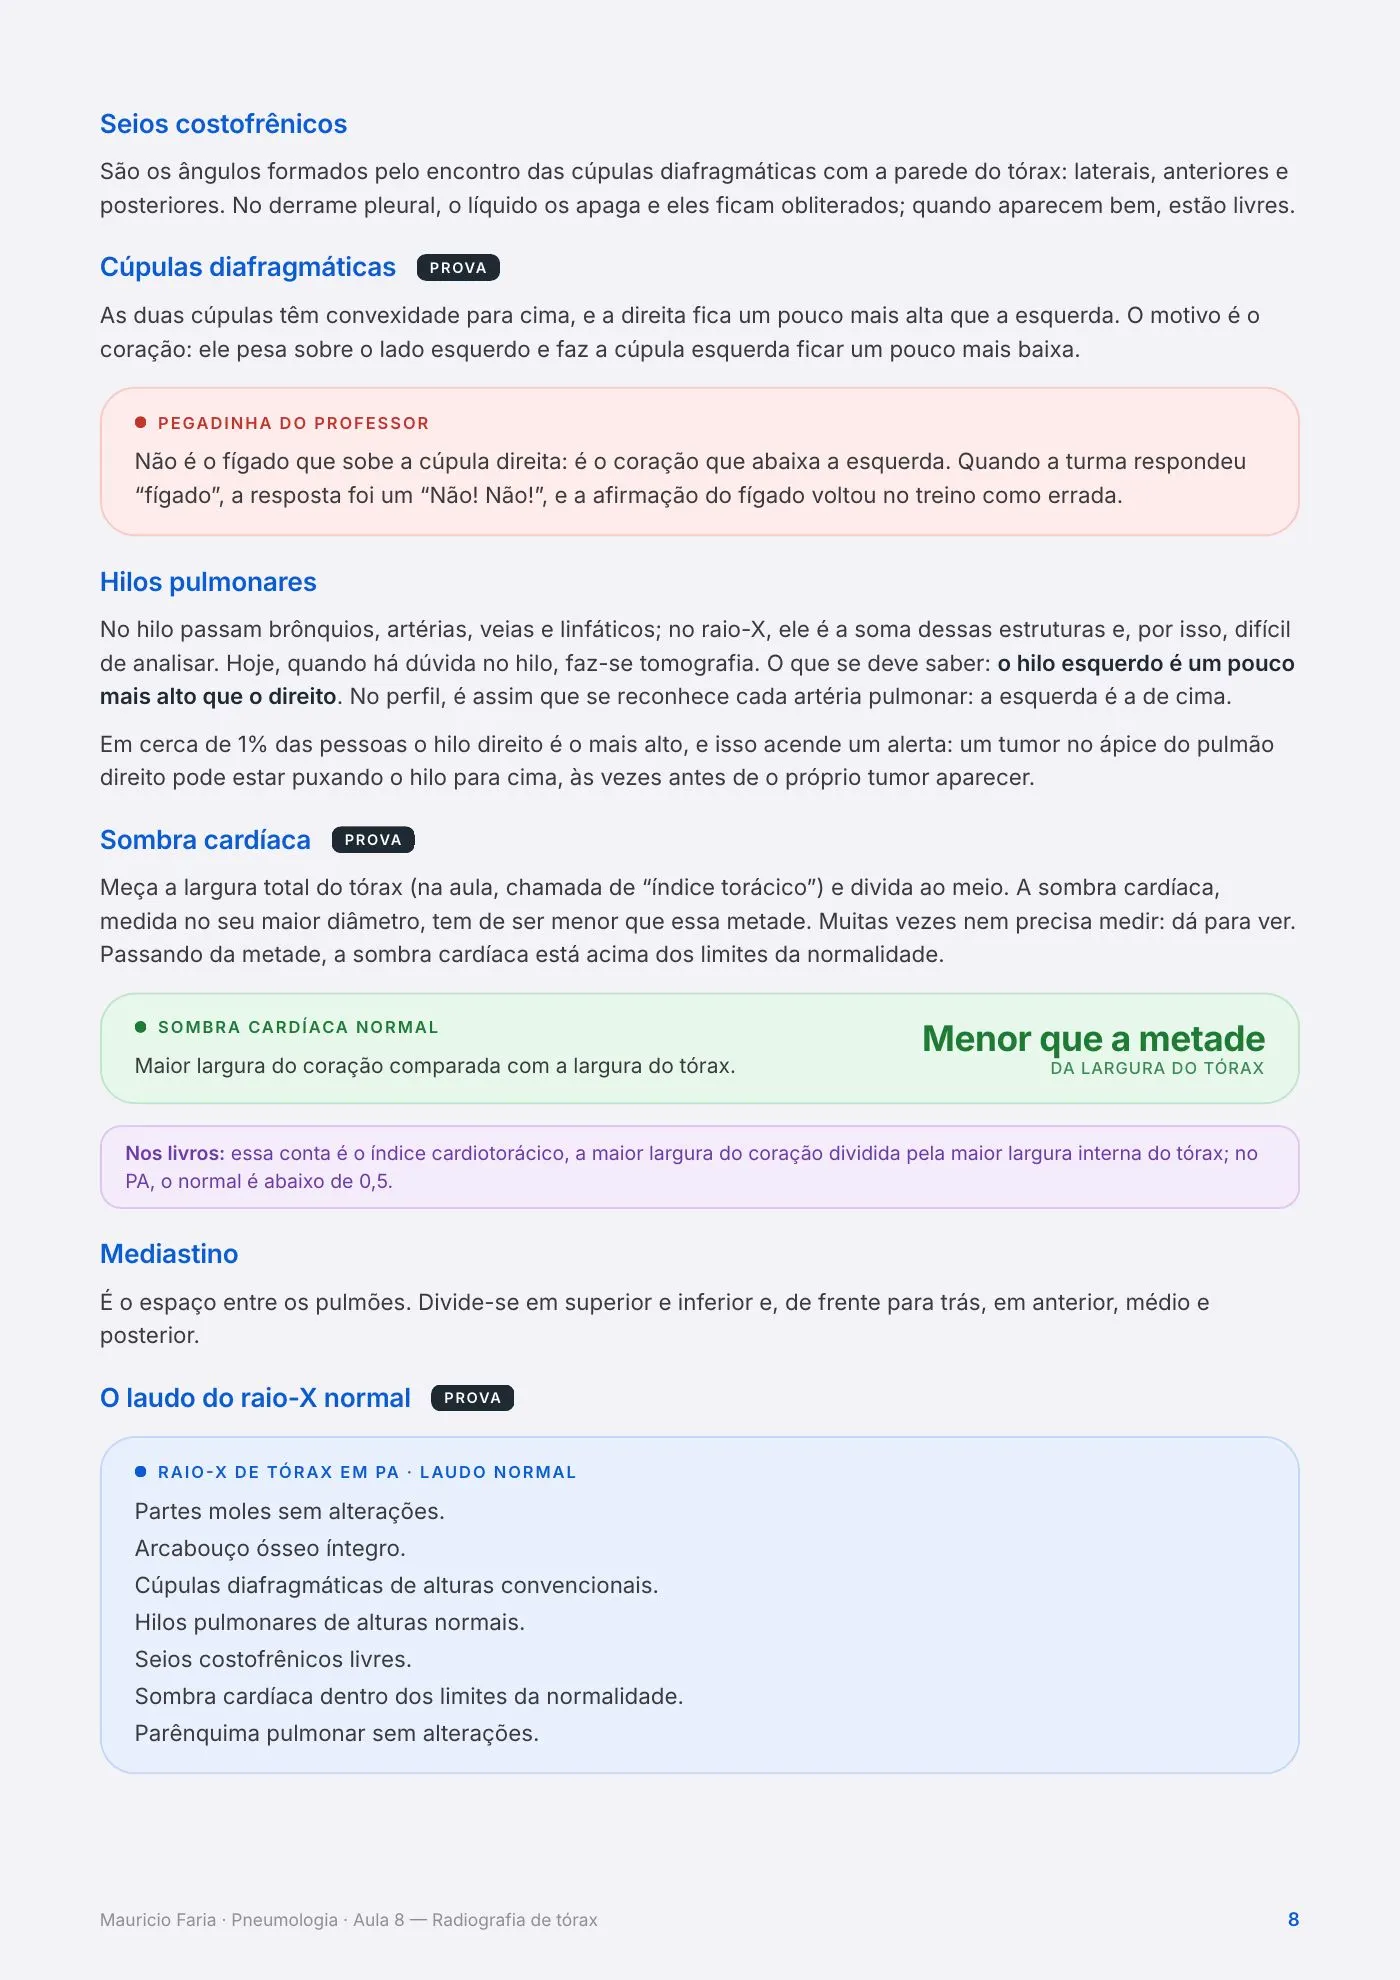 Seios costofrênicos
São os ângulos formados pelo encontro das cúpulas diafragmáticas com a parede do tórax: laterais, anteriores e
posteriores. No derrame pleural, o líquido os apaga e eles ficam obliterados; quando aparecem bem, estão livres.
Cúpulas diafragmáticas PROVA
As duas cúpulas têm convexidade para cima, e a direita fica um pouco mais alta que a esquerda. O motivo é o
coração: ele pesa sobre o lado esquerdo e faz a cúpula esquerda ficar um pouco mais baixa.
PEGADINHA DO PROFESSOR
Não é o fígado que sobe a cúpula direita: é o coração que abaixa a esquerda. Quando a turma respondeu
“fígado”, a resposta foi um “Não! Não!”, e a afirmação do fígado voltou no treino como errada.
Hilos pulmonares
No hilo passam brônquios, artérias, veias e linfáticos; no raio-X, ele é a soma dessas estruturas e, por isso, difícil
de analisar. Hoje, quando há dúvida no hilo, faz-se tomografia. O que se deve saber: o hilo esquerdo é um pouco
mais alto que o direito. No perfil, é assim que se reconhece cada artéria pulmonar: a esquerda é a de cima.
Em cerca de 1% das pessoas o hilo direito é o mais alto, e isso acende um alerta: um tumor no ápice do pulmão
direito pode estar puxando o hilo para cima, às vezes antes de o próprio tumor aparecer.
Sombra cardíaca PROVA
Meça a largura total do tórax (na aula, chamada de “índice torácico”) e divida ao meio. A sombra cardíaca,
medida no seu maior diâmetro, tem de ser menor que essa metade. Muitas vezes nem precisa medir: dá para ver.
Passando da metade, a sombra cardíaca está acima dos limites da normalidade.
SOMBRA CARDÍACA NORMAL
Maior largura do coração comparada com a largura do tórax.
Menor que a metade
DA LARGURA DO TÓRAX
Nos livros: essa conta é o índice cardiotorácico, a maior largura do coração dividida pela maior largura interna do tórax; no
PA, o normal é abaixo de 0,5.
Mediastino
É o espaço entre os pulmões. Divide-se em superior e inferior e, de frente para trás, em anterior, médio e
posterior.
O laudo do raio-X normal PROVA
RAIO-X DE TÓRAX EM PA · LAUDO NORMAL
Partes moles sem alterações.
Arcabouço ósseo íntegro.
Cúpulas diafragmáticas de alturas convencionais.
Hilos pulmonares de alturas normais.
Seios costofrênicos livres.
Sombra cardíaca dentro dos limites da normalidade.
Parênquima pulmonar sem alterações.
Mauricio Faria · Pneumologia · Aula 8 — Radiografia de tórax
8